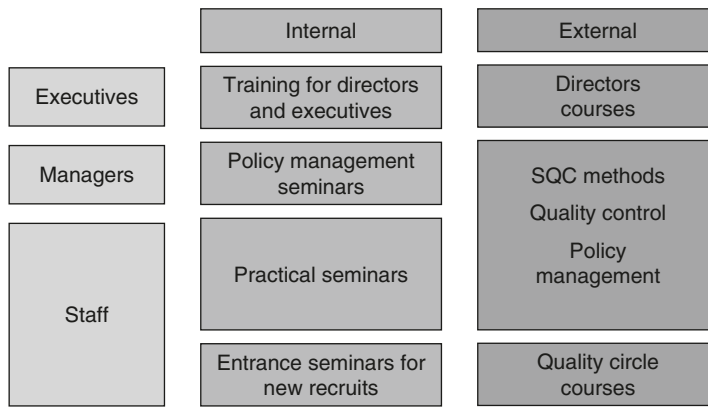 Internal
External
Executives
Training for directors
and executives
Directors
courses
Managers
Policy management
seminars
SQC methods
Quality control
Policy
management
Staff
Practical seminars
Entrance seminars for
new recruits
Quality circle
courses